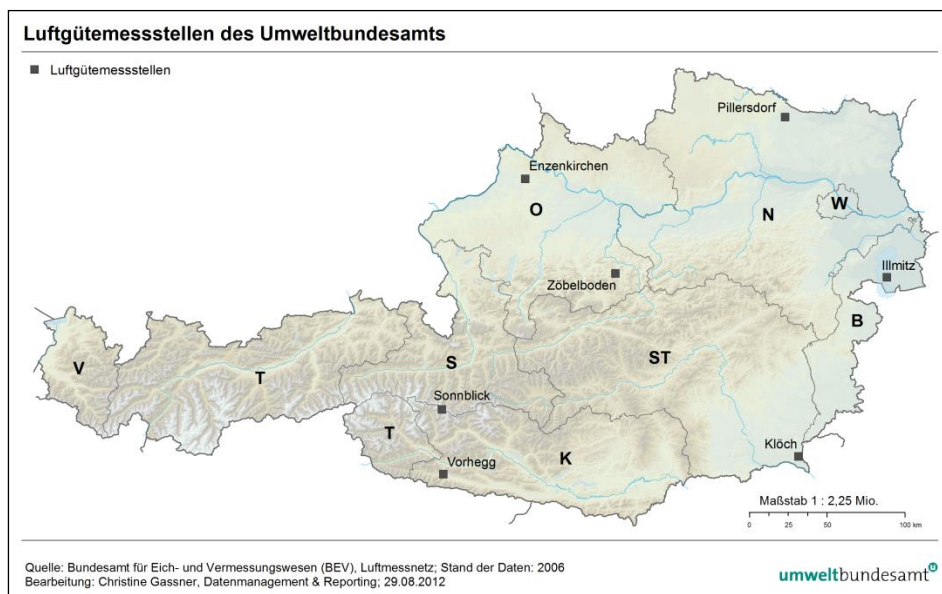 Luftgütemessstellen des Umweltbundesamts
Luftgütemessstellen
Pillersdorf
Enzenkirchen
W
O
N
Illmitz
Zöbelboden
B
V
T
S
ST
Sonnblick
T
Klöch
Vorhegg
K
Maßstab 1 : 2,25 Mio.
0 25 50 100 km
Quelle: Bundesamt für Eich- und Vermessungswesen (BEV), Luftmessnetz; Stand der Daten: 2006
Bearbeitung: Christine Gassner, Datenmanagement & Reporting; 29.08.2012
umweltbundesamt u